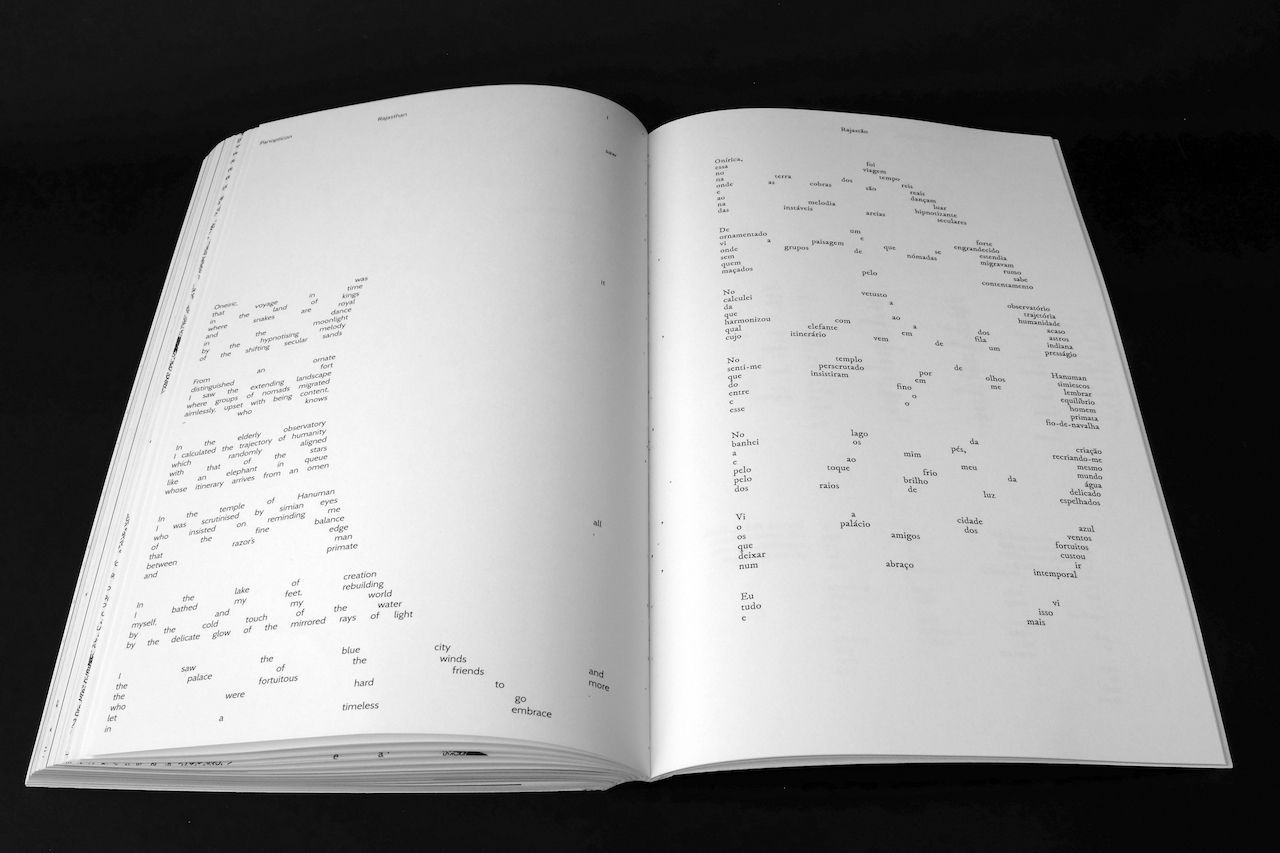 Rajasthan
Panopticon
I
Oneiric, was
that voyage in time
in the land of kings
where snakes are royal
and dance
in the moonlight
by the hypnotising melody
of the shifting secular sands
it
From an ornate
distinguished fort
I saw the extending landscape
where groups of nomads migrated
aimlessly, upset with being content.
who knows
In the elderly observatory
I calculated the trajectory of humanity
which randomly aligned
with that of the stars
like an elephant in queue
whose itinerary arrives from an omen
In the temple of Hanuman
I was scrutinised by simian eyes
who insisted on reminding me
of the fine balance
that razor's edge
between man
and primate
all
In the lake of creation
I bathed my feet, rebuilding
myself, and my world
by the cold touch of the water
by the delicate glow of the mirrored rays of light
I saw the blue city
the palace of the winds
the fortuitous friends
who were hard to
let go
in a timeless embrace
and
more
Rajastão
Onírica, foi
essa viagem
no tempo
na terra dos reis
onde as cobras são reais
e dançam
ao luar
na melodia hipnotizante
das instáveis areias seculares
De um forte
ornamentado e engrandecido
vi a paisagem que se estendia
onde grupos de nómadas migravam
sem rumo
quem sabe
maçados pelo contentamento
No vetusto observatório
calculei a trajetória
da humanidade
que ao acaso
harmonizou com a dos astros
qual elefante em fila indiana
cujo itinerário vem de um presságio
No templo de Hanuman
senti-me perscrutado por olhos simiescos
que insistiram em me lembrar
do fino equilíbrio
entre o homem
e o primata
esse fio-de-navalha
No lago da criação
banhei os pés, recriando-me
a mim mesmo
e ao meu mundo
pelo toque frio da água
pelo brilho delicado
dos raios de luz espelhados
Vi a cidade azul
o palácio dos ventos
os amigos fortuitos
que custou
deixar ir
num abraço intemporal
Eu vi
tudo isso
e mais